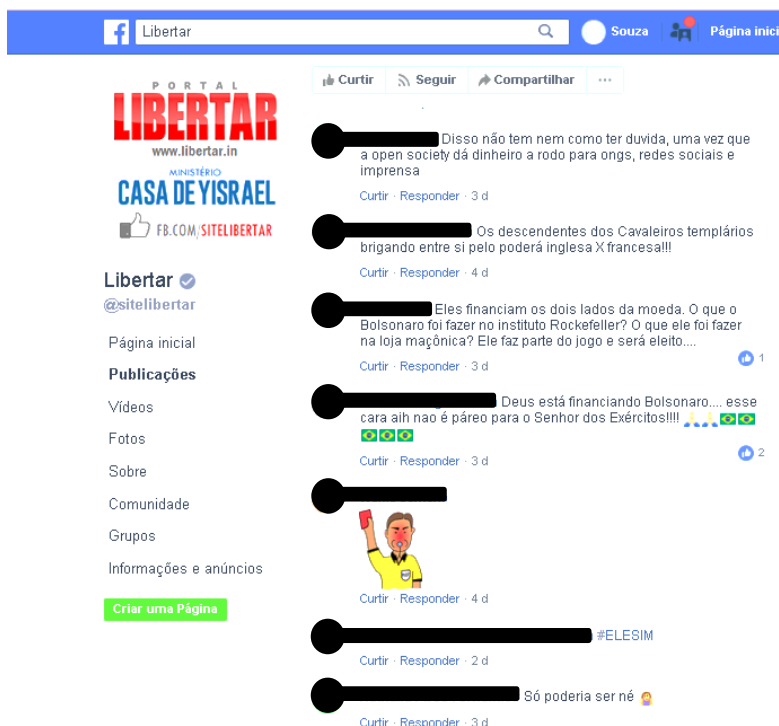 Libertar
Souza
Página inici
PORTAL
LIBERTAR
www.libertar.in
MINISTÉRIO
CASA DE YISRAEL
FB.COM/SITELIBERTAR
Libertar
@sitelibertar
Página inicial
Publicações
Vídeos
Fotos
Sobre
Comunidade
Grupos
Informações e anúncios
Criar uma Página
Curtir Seguir Compartilhar ...
Disso não tem nem como ter duvida, uma vez que
a open society dá dinheiro a rodo para ongs, redes sociais e
imprensa
Curtir · Responder · 3 d
Os descendentes dos Cavaleiros templários
brigando entre si pelo poderá inglesa X francesa!!!
Curtir · Responder · 4 d
Eles financiam os dois lados da moeda. O que o
Bolsonaro foi fazer no instituto Rockefeller? O que ele foi fazer
na loja maçônica? Ele faz parte do jogo e será eleito....
1
Curtir · Responder · 3 d
Deus está financiando Bolsonaro.... esse
cara aih nao é páreo para o Senhor dos Exércitos!!!! 🙏🙏🇧🇷🇧🇷
🇧🇷🇧🇷🇧🇷
2
Curtir · Responder · 3 d
Curtir · Responder · 4 d
#ELESIM
Curtir · Responder · 2 d
Só poderia ser né 🤦
Curtir · Responder · 3 d